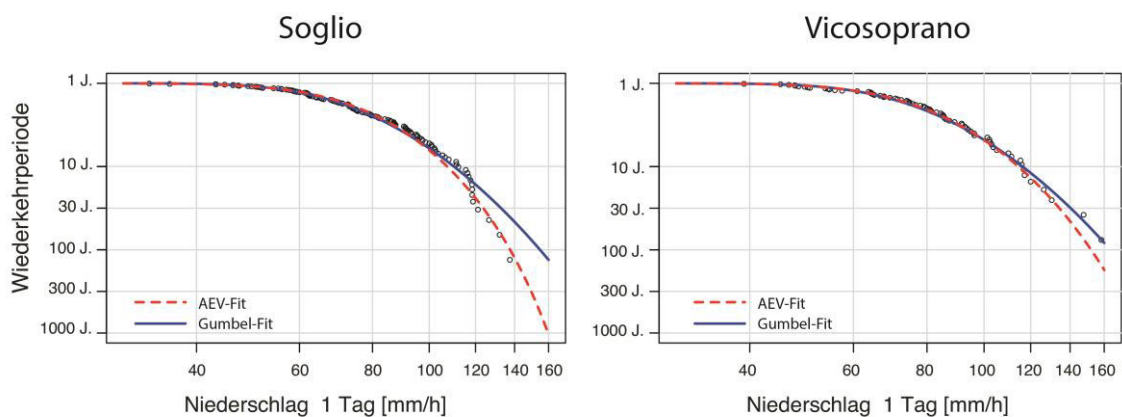 Soglio
Vicosoprano
Wiederkehrperiode
1 J.
10 J.
30 J.
100 J.
300 J.
1000 J.
AEV-Fit
Gumbel-Fit
40
60
80
100
120
140
160
Niederschlag 1 Tag [mm/h]
1 J.
10 J.
30 J.
100 J.
300 J.
1000 J.
AEV-Fit
Gumbel-Fit
40
60
80
100
120
140
160
Niederschlag 1 Tag [mm/h]